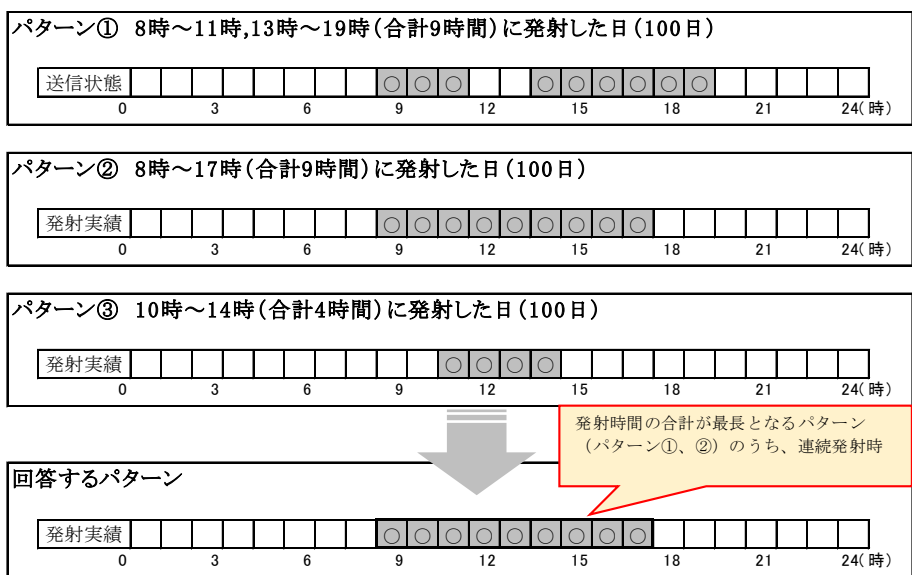 パターン① 8時～11時,13時～19時(合計9時間)に発射した日(100日)
送信状態 ○ ○ ○ ○ ○ ○ ○ ○ ○
0 3 6 9 12 15 18 21 24(時)
パターン② 8時～17時(合計9時間)に発射した日(100日)
発射実績 ○ ○ ○ ○ ○ ○ ○ ○ ○
0 3 6 9 12 15 18 21 24(時)
パターン③ 10時～14時(合計4時間)に発射した日(100日)
発射実績 ○ ○ ○ ○
0 3 6 9 12 15 18 21 24(時)
発射時間の合計が最長となるパターン
(パターン①、②)のうち、連続発射時
回答するパターン
発射実績 ○ ○ ○ ○ ○ ○ ○ ○ ○
0 3 6 9 12 15 18 21 24(時)